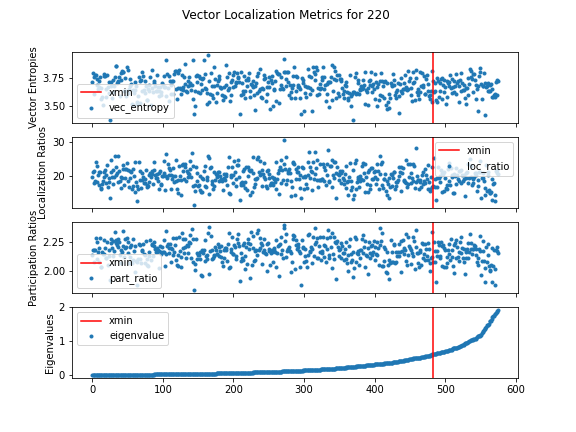 Vector Localization Metrics for 220
Vector Entropies
3.75
3.50
xmin
vec_entropy
Localization Ratios
30
20
xmin
loc_ratio
Participation Ratios
2.25
2.00
xmin
part_ratio
Eigenvalues
2
1
0
xmin
eigenvalue
0 100 200 300 400 500 600